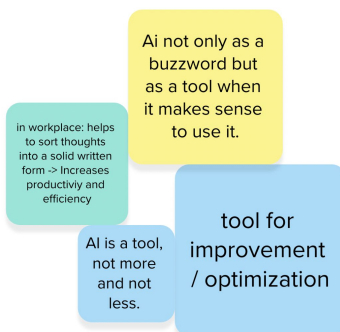 Ai not only as a
buzzword but
as a tool when
it makes sense
to use it.
in workplace: helps
to sort thoughts
into a solid written
form -> Increases
productiviy and
efficiency
AI is a tool,
not more
and not
less.
tool for
improvement
/ optimization